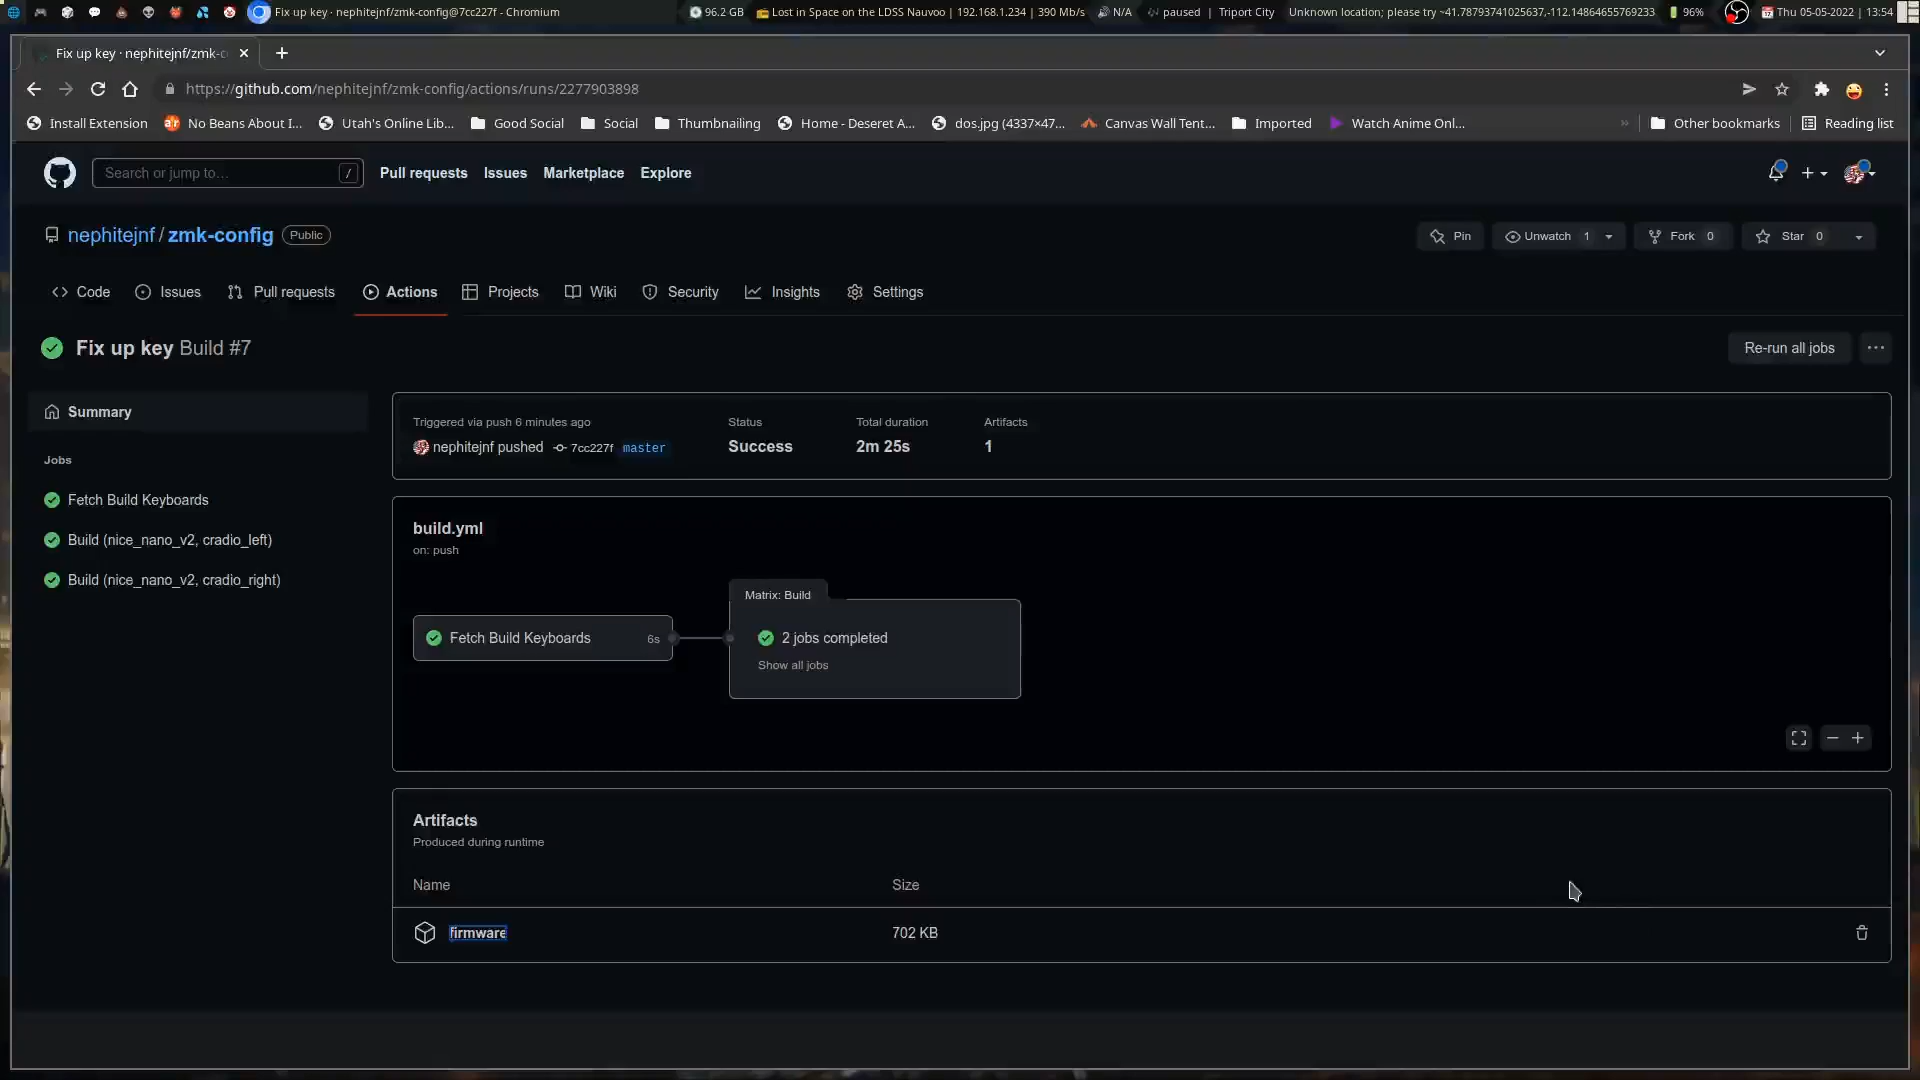 Fix up key · nephitejnf/zmk-config@7cc227f - Chromium
96.2 GB
Lost in Space on the LDSS Nauvoo | 192.168.1.234 | 390 Mb/s
N/A
paused | Triport City
Unknown location; please try ~41.78793741025637,-112.14864655769233
96%
Thu 05-05-2022 | 13:54
Fix up key · nephitejnf/zmk-c
https://github.com/nephitejnf/zmk-config/actions/runs/2277903898
Install Extension
No Beans About I...
Utah's Online Lib...
Good Social
Social
Thumbnailing
Home - Deseret A...
dos.jpg (4337×47...
Canvas Wall Tent...
Imported
Watch Anime Onl...
»
Other bookmarks
Reading list
Search or jump to...
/
Pull requests
Issues
Marketplace
Explore
nephitejnf / zmk-config
Public
Pin
Unwatch 1
Fork 0
Star 0
Code
Issues
Pull requests
Actions
Projects
Wiki
Security
Insights
Settings
Fix up key Build #7
Re-run all jobs
Summary
Jobs
Fetch Build Keyboards
Build (nice_nano_v2, cradio_left)
Build (nice_nano_v2, cradio_right)
Triggered via push 6 minutes ago
nephitejnf pushed 7cc227f master
Status
Success
Total duration
2m 25s
Artifacts
1
build.yml
on: push
Fetch Build Keyboards 6s
Matrix: Build
2 jobs completed
Show all jobs
Artifacts
Produced during runtime
Name
Size
firmware
702 KB